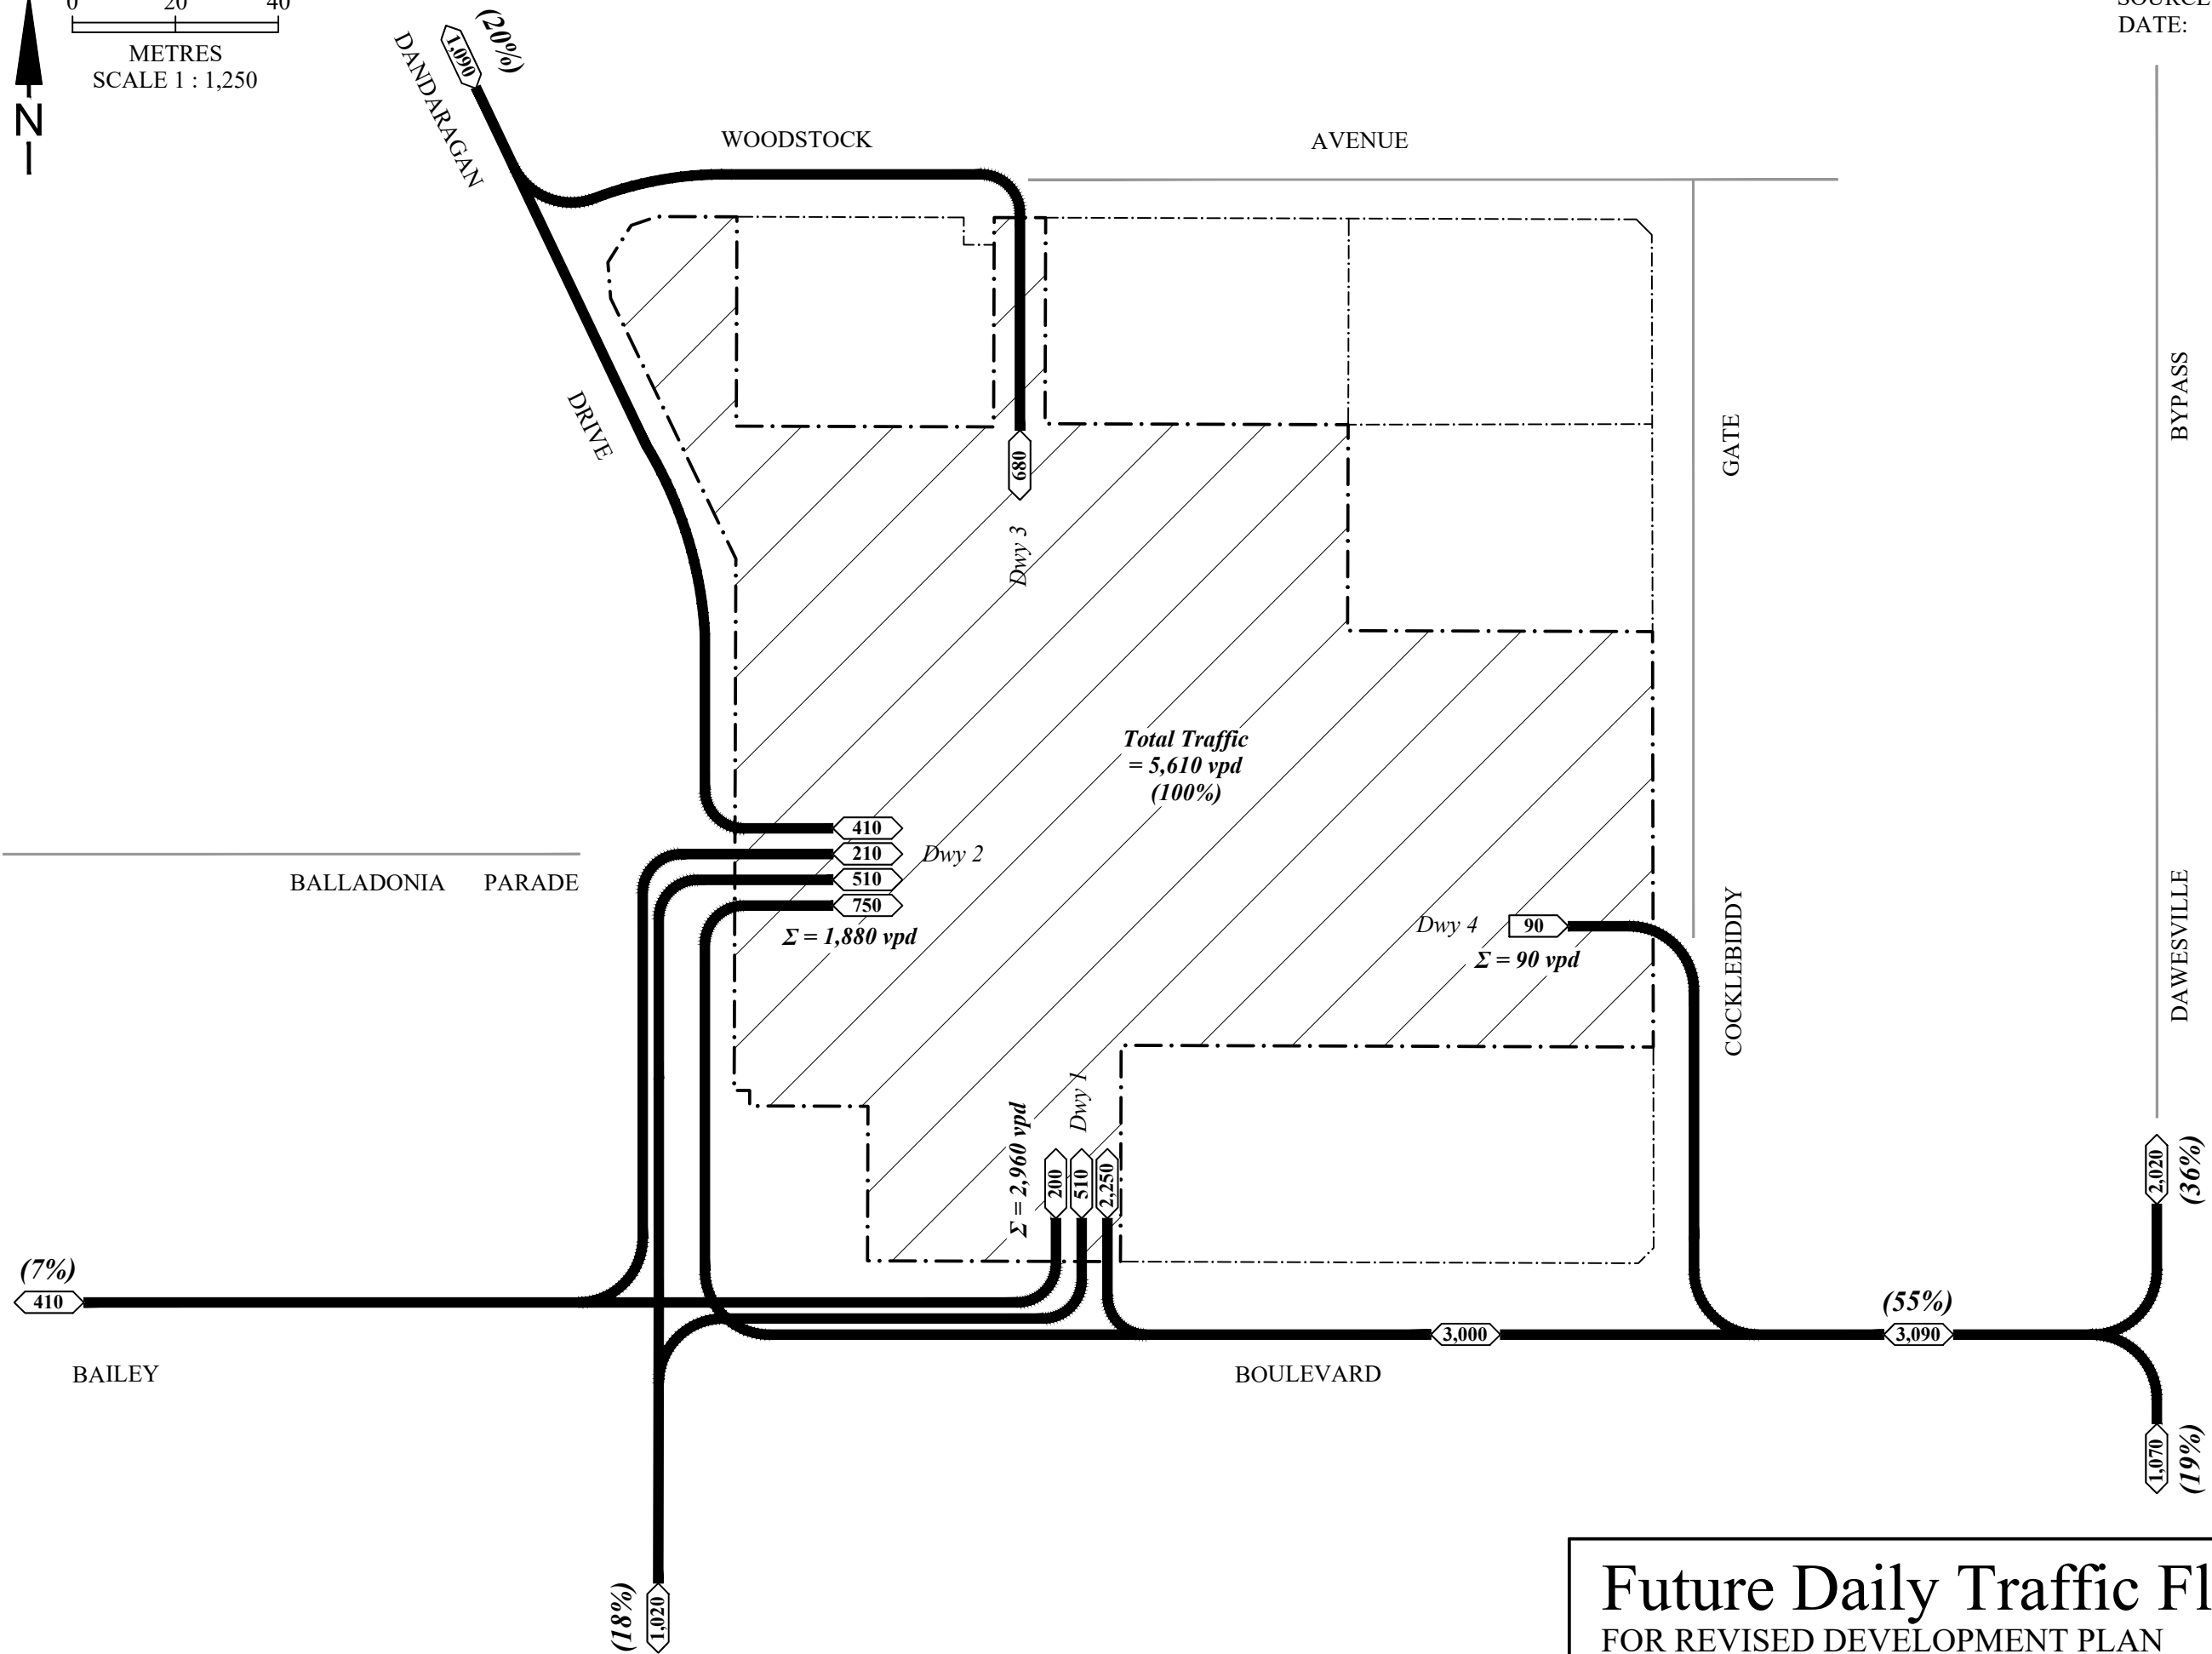 0 20 40
METRES
SCALE 1 : 1,250
N
DATE:
(20%)
1,090
DANDARAGAN
DRIVE
WOODSTOCK AVENUE
680
Dwy 3
GATE
COCKLEBIDDY
BYPASS
DAWESVILLE
Total Traffic
= 5,610 vpd
(100%)
410
210
510
750
Dwy 2
Σ = 1,880 vpd
BALLADONIA PARADE
Dwy 4
90
Σ = 90 vpd
Dwy 1
Σ = 2,960 vpd
200
510
2,250
(7%)
410
BAILEY BOULEVARD
3,000
(55%)
3,090
2,020
(36%)
1,070
(19%)
(18%)
1,020
Future Daily Traffic Fl
FOR REVISED DEVELOPMENT PLAN